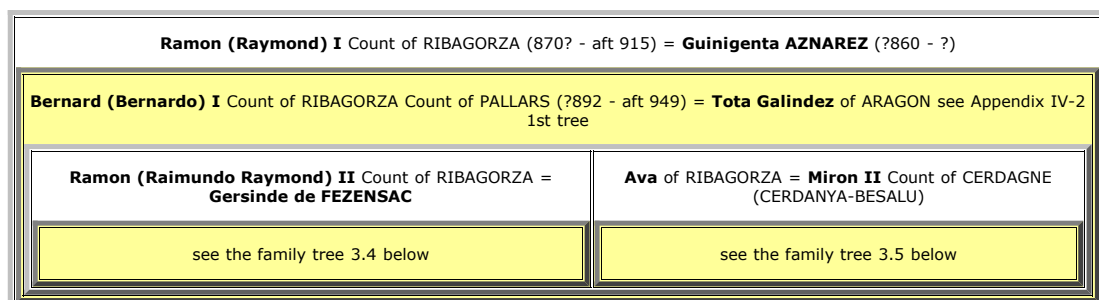 Ramon (Raymond) I Count of RIBAGORZA (870? - aft 915) = Guinigenta AZNAREZ (?860 - ?)
Bernard (Bernardo) I Count of RIBAGORZA Count of PALLARS (?892 - aft 949) = Tota Galindez of ARAGON see Appendix IV-2
1st tree
Ramon (Raimundo Raymond) II Count of RIBAGORZA =
Gersinde de FEZENSAC
Ava of RIBAGORZA = Miron II Count of CERDAGNE
(CERDANYA-BESALU)
see the family tree 3.4 below
see the family tree 3.5 below